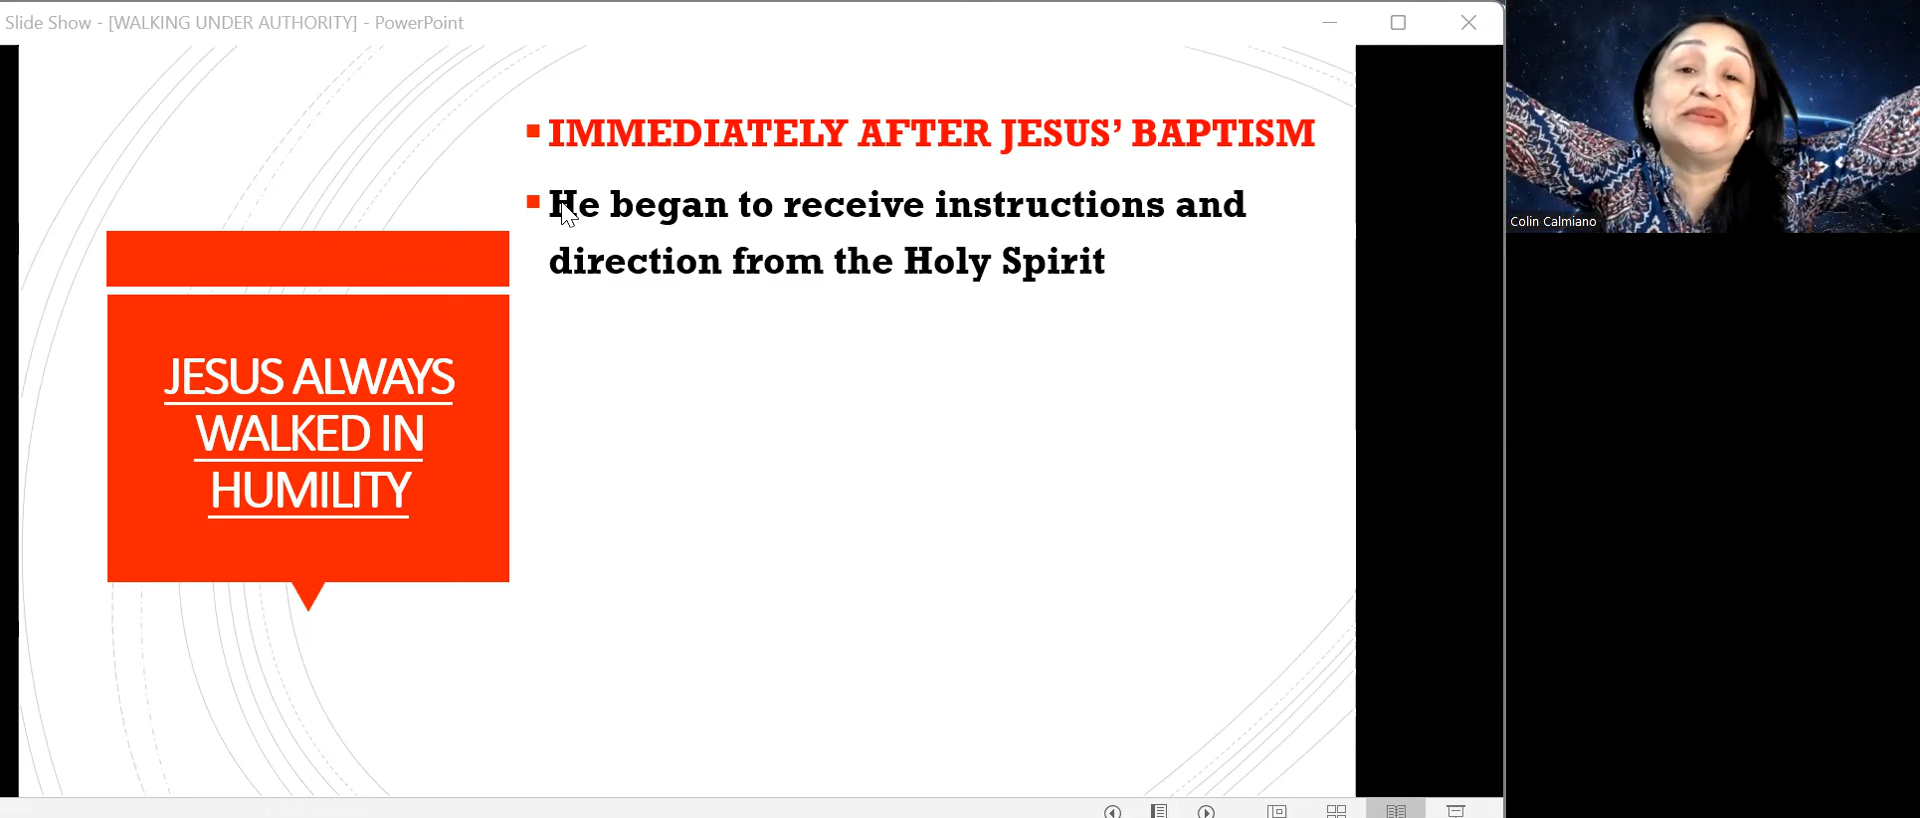 Slide Show - [WALKING UNDER AUTHORITY] - PowerPoint
IMMEDIATELY AFTER JESUS’ BAPTISM
He began to receive instructions and
direction from the Holy Spirit
JESUS ALWAYS
WALKED IN
HUMILITY
Colin Calmiano